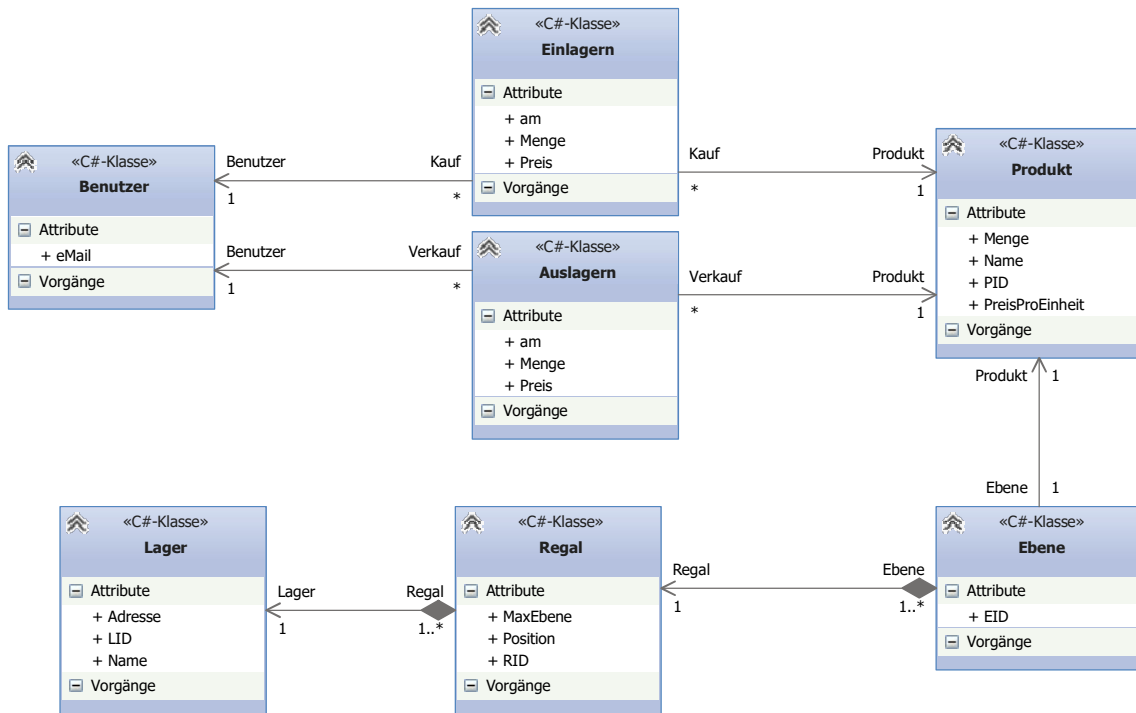 «C#-Klasse»
Einlagern
Attribute
+ am
+ Menge
+ Preis
Vorgänge
«C#-Klasse»
Benutzer
Attribute
+ eMail
Vorgänge
Benutzer
Kauf
1
*
Kauf
Produkt
*
1
«C#-Klasse»
Produkt
Attribute
+ Menge
+ Name
+ PID
+ PreisProEinheit
Vorgänge
Benutzer
Verkauf
1
*
«C#-Klasse»
Auslagern
Attribute
+ am
+ Menge
+ Preis
Vorgänge
Verkauf
Produkt
*
1
Produkt
1
Ebene
1
«C#-Klasse»
Lager
Attribute
+ Adresse
+ LID
+ Name
Vorgänge
Lager
Regal
1
1..*
«C#-Klasse»
Regal
Attribute
+ MaxEbene
+ Position
+ RID
Vorgänge
Regal
Ebene
1
1..*
«C#-Klasse»
Ebene
Attribute
+ EID
Vorgänge